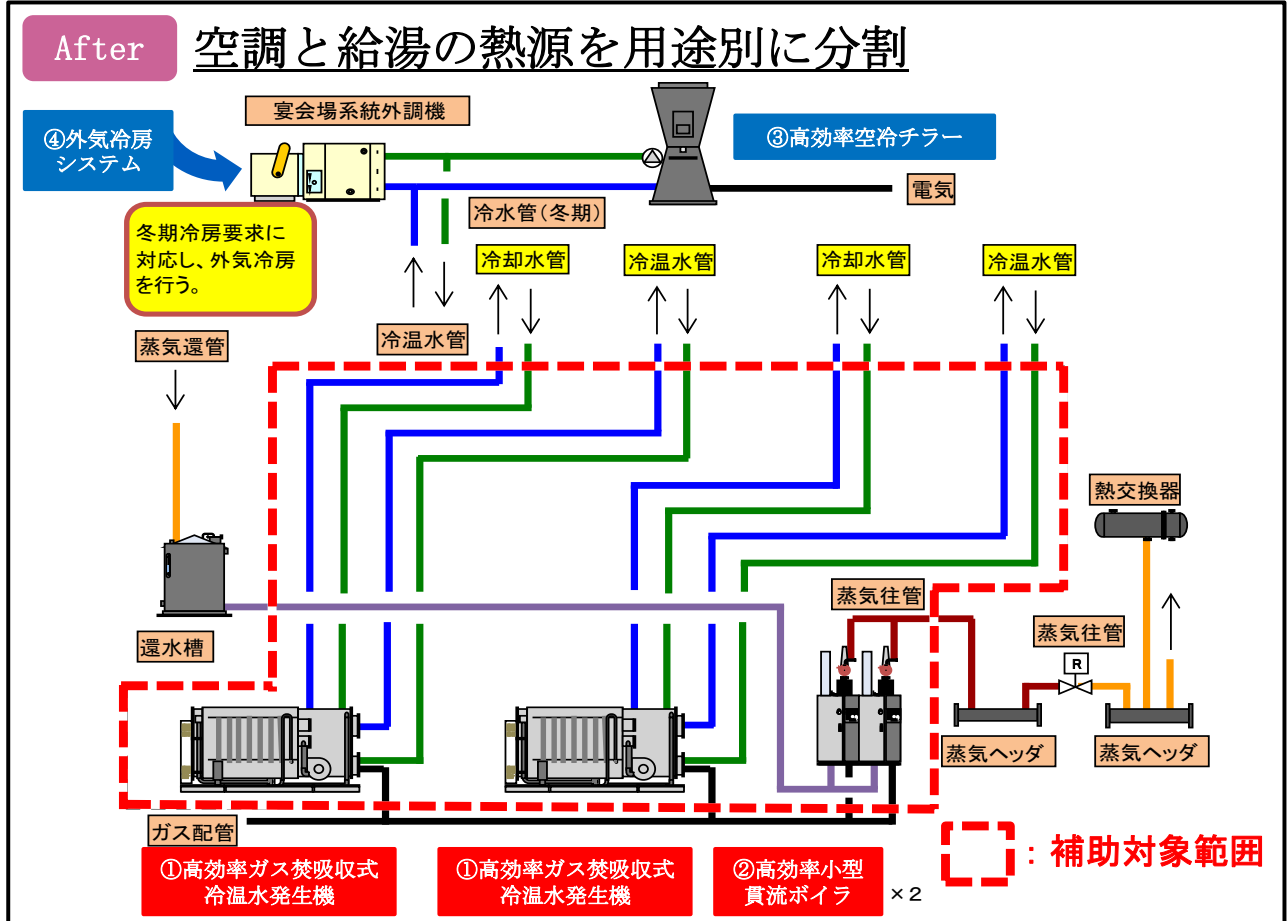 After
空調と給湯の熱源を用途別に分割
宴会場系統外調機
④外気冷房
システム
③高効率空冷チラー
電気
冷水管(冬期)
冬期冷房要求に
対応し、外気冷房
を行う。
冷却水管
冷温水管
冷却水管
冷温水管
冷温水管
蒸気還管
熱交換器
蒸気往管
蒸気往管
R
還水槽
蒸気ヘッダ
蒸気ヘッダ
ガス配管
①高効率ガス焚吸収式
冷温水発生機
①高効率ガス焚吸収式
冷温水発生機
②高効率小型
貫流ボイラ
×2
：補助対象範囲